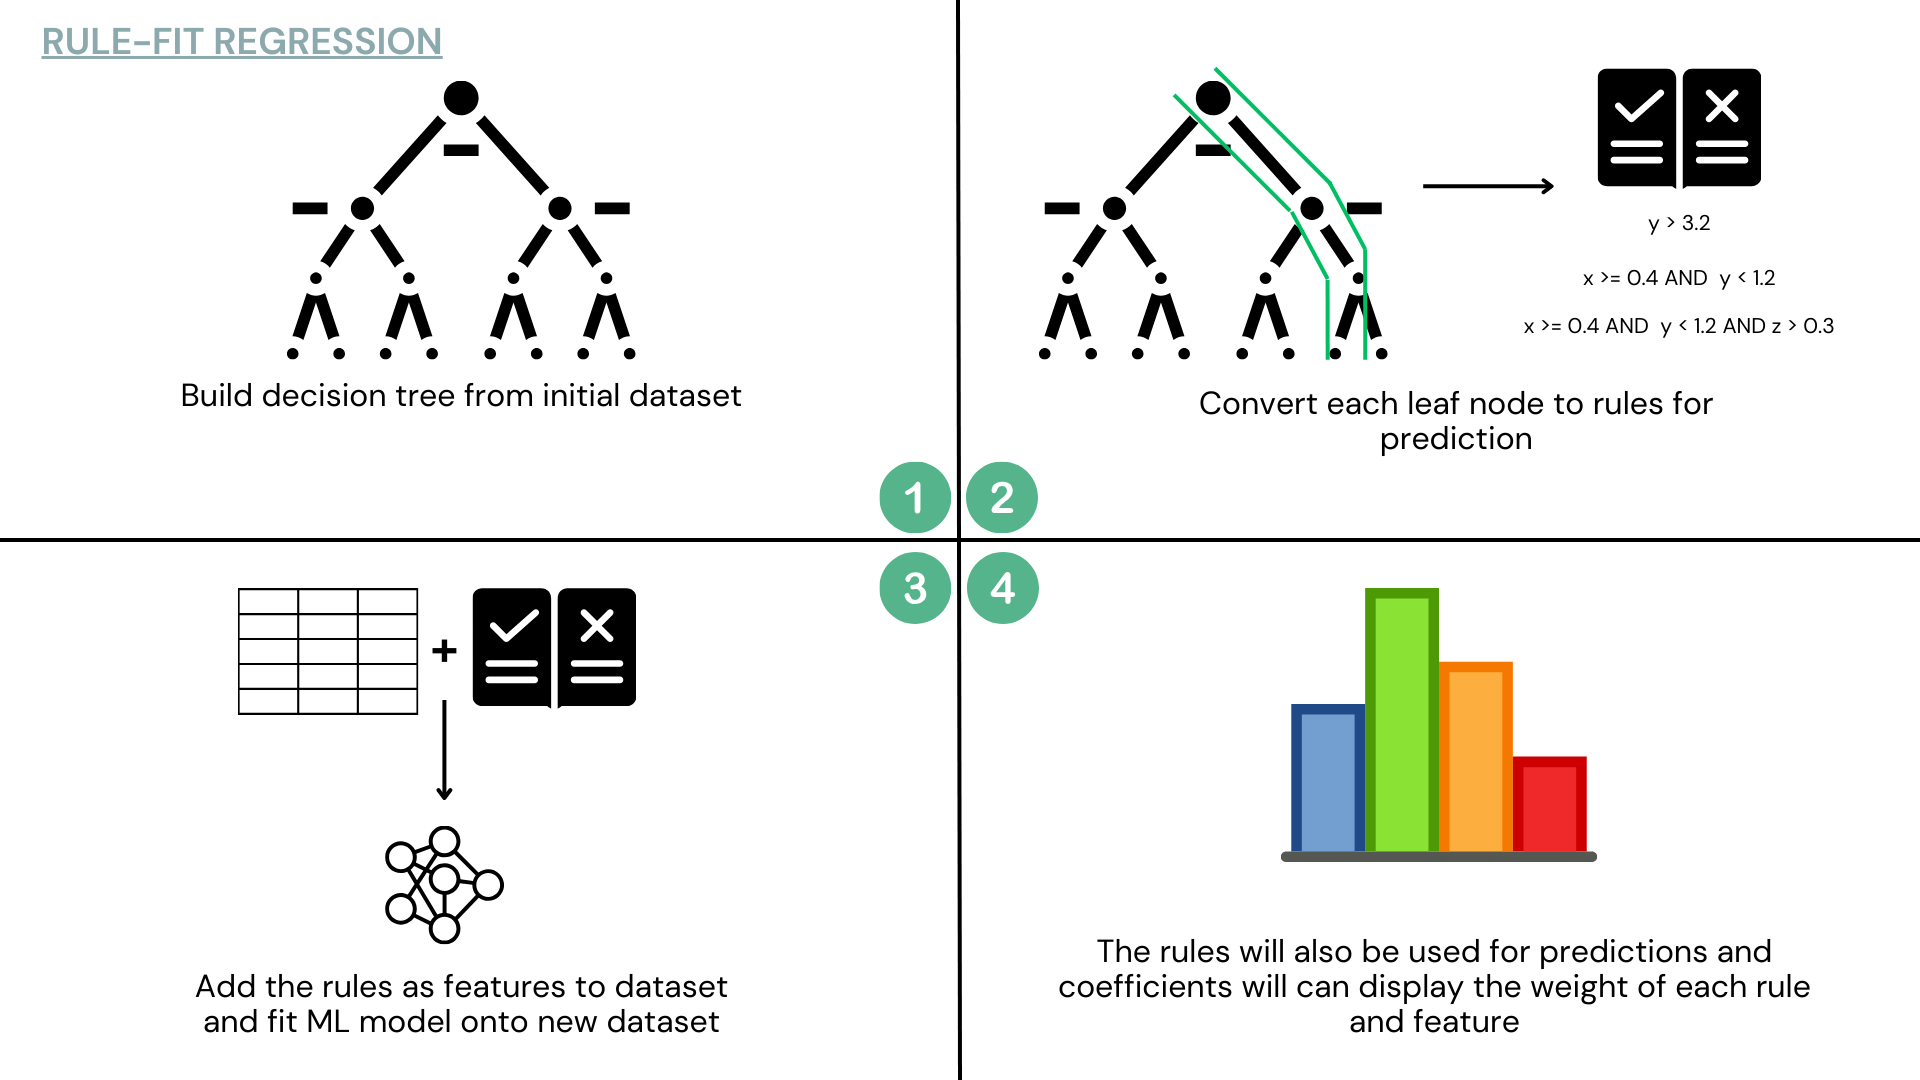 RULE-FIT REGRESSION
Build decision tree from initial dataset
1
y > 3.2
x >= 0.4 AND y < 1.2
x >= 0.4 AND y < 1.2 AND z > 0.3
Convert each leaf node to rules for
prediction
2
3
+
Add the rules as features to dataset
and fit ML model onto new dataset
4
The rules will also be used for predictions and
coefficients will can display the weight of each rule
and feature